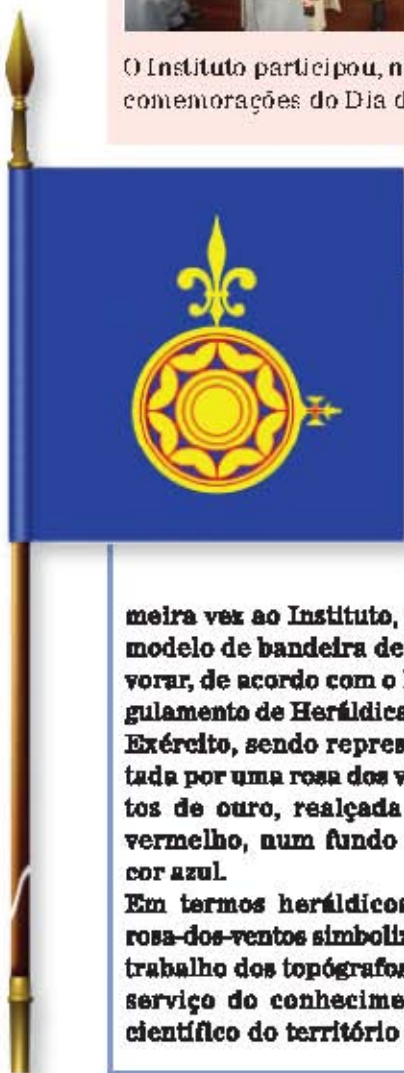 O Instituto participou, n
comemorações do Dia d
meira vez ao Instituto,
modelo de bandeira de
vorar, de acordo com o
gulamento de Heráldica
Exército, sendo repres
tada por uma rosa dos v
tos de ouro, realçada
vermelho, num fundo
cor azul.
Em termos heráldicos
rosa-dos-ventos simboliz
trabalho dos topógrafos
serviço do conhecime
científico do território